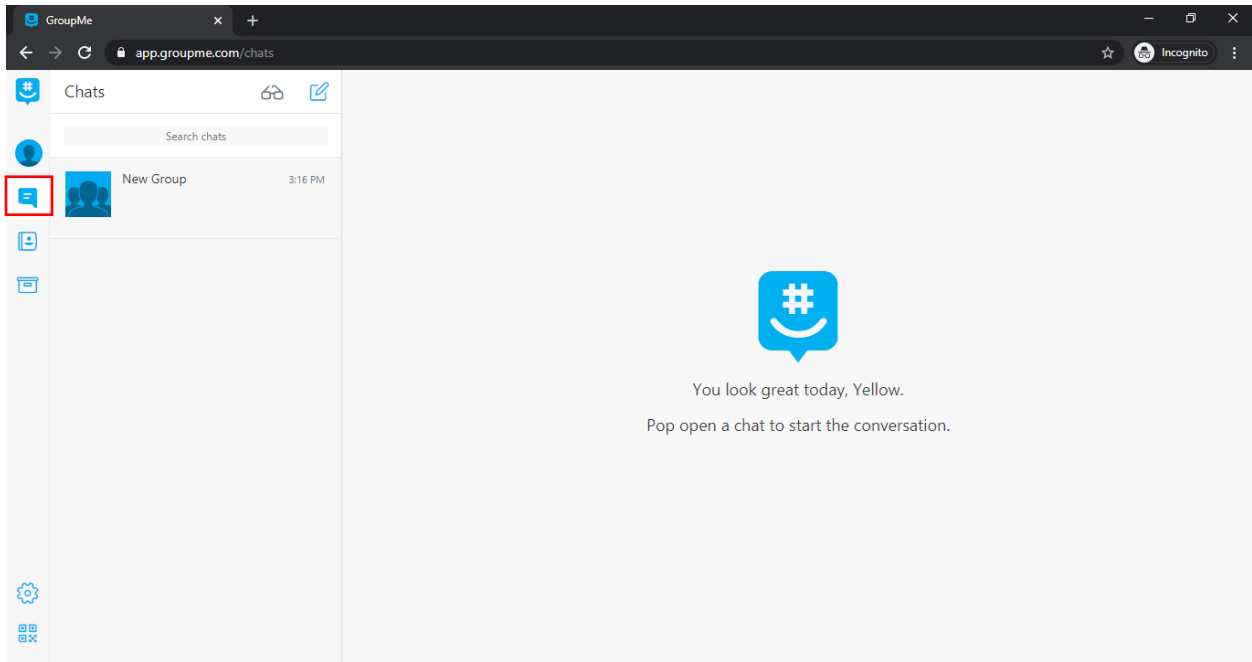 GroupMe
app.groupme.com/chats
Incognito
Chats
Search chats
New Group 3:16 PM
#
You look great today, Yellow.
Pop open a chat to start the conversation.